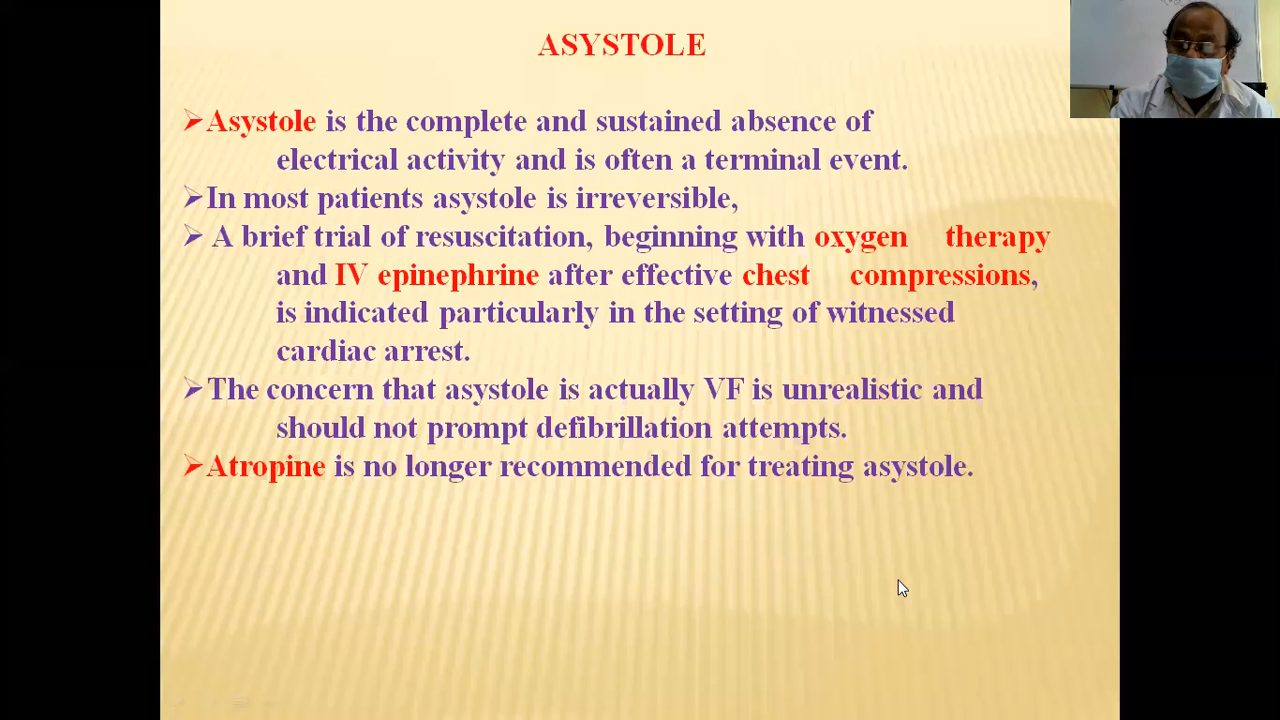 ASYSTOLE
Asystole is the complete and sustained absence of
electrical activity and is often a terminal event.
In most patients asystole is irreversible,
A brief trial of resuscitation, beginning with oxygen therapy
and IV epinephrine after effective chest compressions,
is indicated particularly in the setting of witnessed
cardiac arrest.
The concern that asystole is actually VF is unrealistic and
should not prompt defibrillation attempts.
Atropine is no longer recommended for treating asystole.